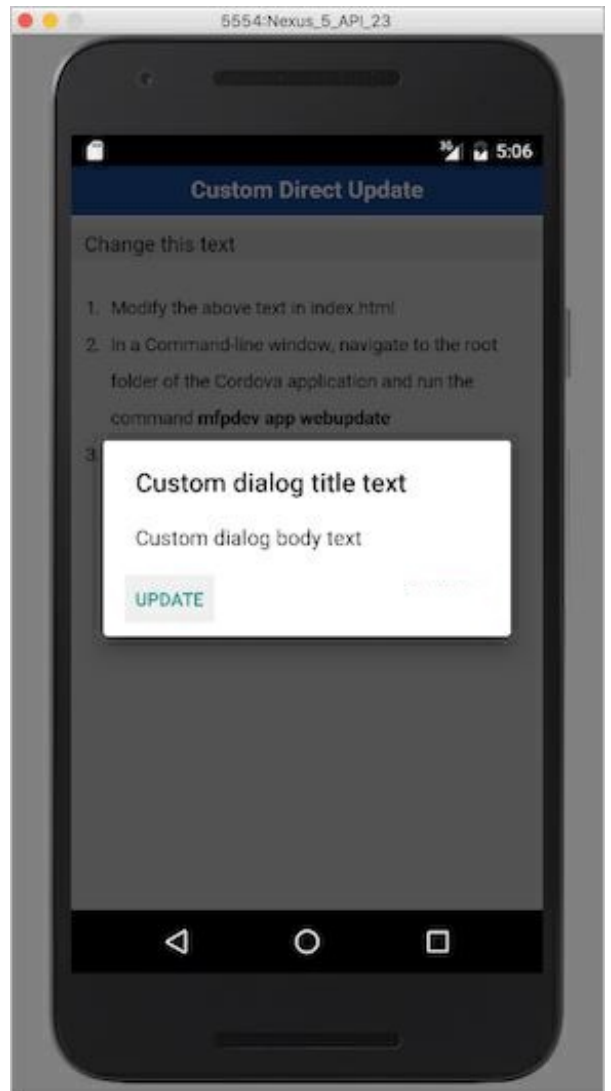 5554:Nexus_5_API_23
3G 5:06
Custom Direct Update
Change this text
1. Modify the above text in index.html
2. In a Command-line window, navigate to the root
folder of the Cordova application and run the
command mfpdev app webupdate
3.
Custom dialog title text
Custom dialog body text
UPDATE